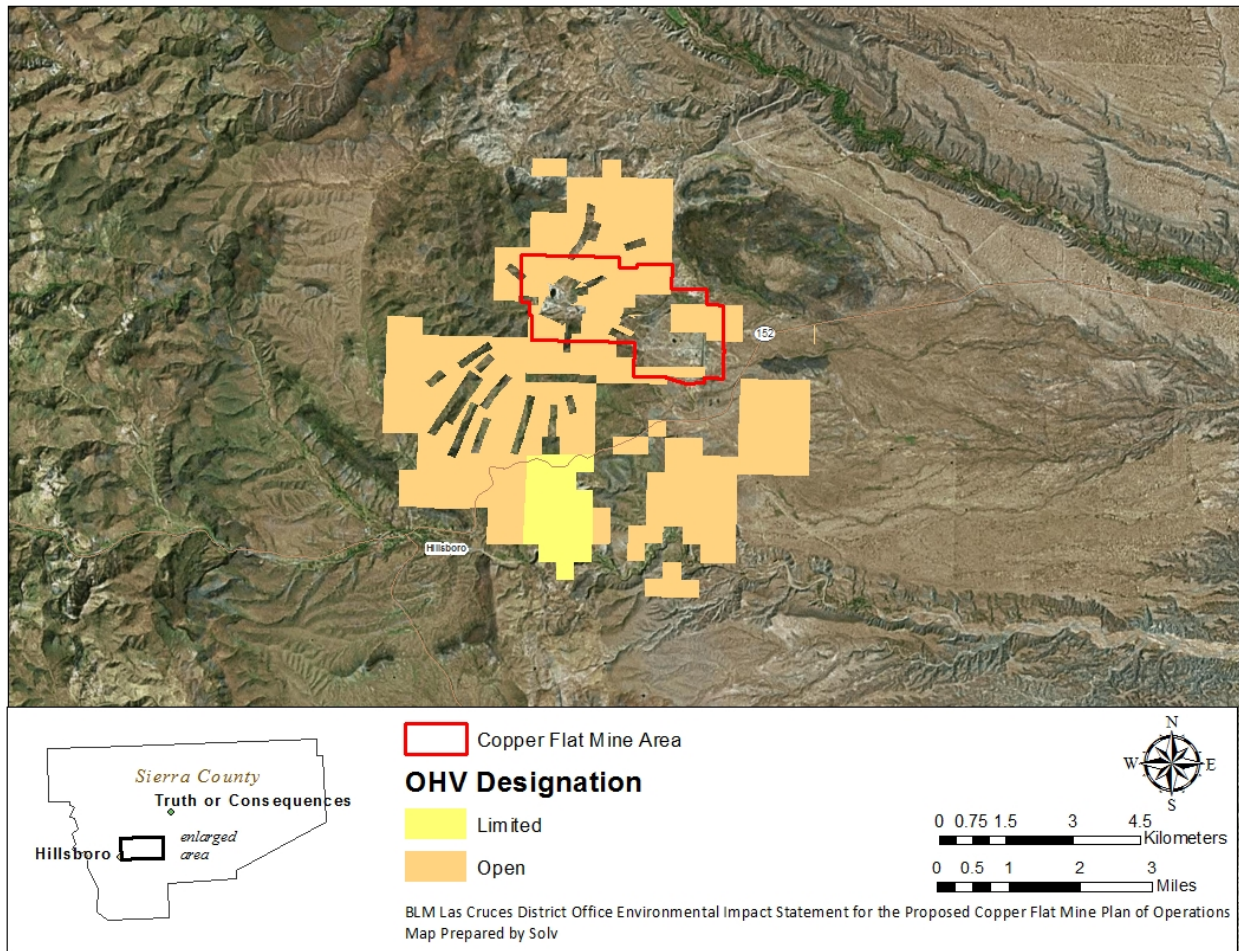 152
Hillsboro
Sierra County
Truth or Consequences
enlarged
area
Hillsboro
Copper Flat Mine Area
OHV Designation
Limited
Open
N
W E
S
0 0.75 1.5 3 4.5
Kilometers
0 0.5 1 2 3
Miles
BLM Las Cruces District Office Environmental Impact Statement for the Proposed Copper Flat Mine Plan of Operations
Map Prepared by Solv